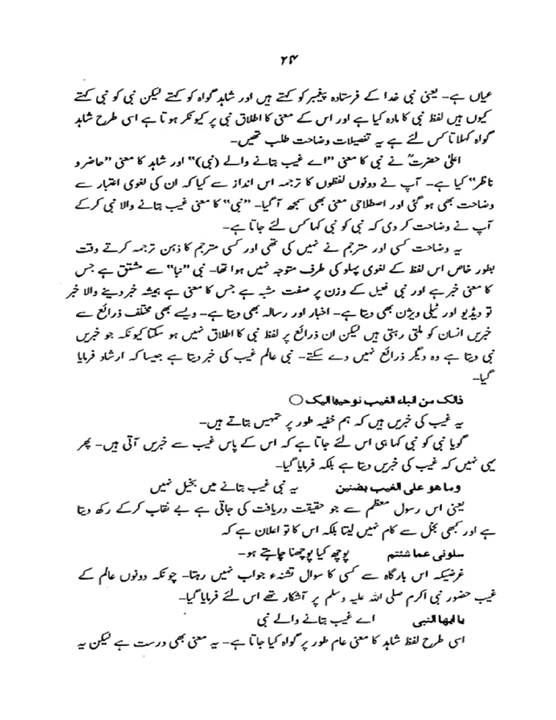 ۲۶۴
عیاں ہے۔ یعنی نبی خدا کے فرستادہ پیغمبر کو کہتے ہیں اور شاہد گواہ کو کہتے لیکن نبی کو نبی کہتے
کیوں ہیں لفظ نبی کا مادہ کیا ہے اور اس کے معنی کا اطلاق نبی پر کیونکر ہوتا ہے اسی طرح شاہد
گواہ کہلاتا کس لئے ہے یہ تفصیلات وضاحت طلب تھیں۔
اعلیٰ حضرتؒ نے نبی کا معنی ”اے غیب بتانے والے (نبی)“ اور شاہد کا معنی ”حاضر و
ناظر“ کیا ہے۔ آپ نے دونوں لفظوں کا ترجمہ اس انداز سے کیا کہ ان کی لغوی اعتبار سے
وضاحت بھی ہو گئی اور اصطلاحی معنی بھی سمجھ آ گیا۔ ”نبی“ کا معنی غیب بتانے والا نبی کرکے
آپ نے وضاحت کر دی کہ نبی کو نبی کہا کس لئے جاتا ہے۔
یہ وضاحت کسی اور مترجم نے نہیں کی تھی اور کسی مترجم کا ذہن ترجمہ کرتے وقت
بطور خاص اس لفظ کے لغوی پہلو کی طرف متوجہ نہیں ہوا تھا۔ نبی ”نبا“ سے مشتق ہے جس
کا معنی خبر ہے اور نبی فعیل کے وزن پر صفت مشبہ ہے جس کا معنی ہے ہمیشہ خبر دینے والا خبر
تو ریڈیو اور ٹیلی ویژن بھی دیتا ہے۔ اخبار اور رسالہ بھی دیتا ہے۔ ویسے بھی مختلف ذرائع سے
خبریں انسان کو ملتی رہتی ہیں لیکن ان ذرائع پر لفظ نبی کا اطلاق نہیں ہو سکتا کیونکہ جو خبریں
نبی دیتا ہے وہ دیگر ذرائع نہیں دے سکتے۔ نبی عالم غیب کی خبر دیتا ہے جیسا کہ ارشاد فرمایا
گیا۔
ذالک من انباء الغیب نوحیہا الیک ○
یہ غیب کی خبریں ہیں کہ ہم خفیہ طور پر تمہیں بتاتے ہیں۔
گویا نبی کو نبی کہا ہی اس لئے جاتا ہے کہ اس کے پاس غیب سے خبریں آتی ہیں۔ پھر
یہی نہیں کہ غیب کی خبریں دیتا ہے بلکہ فرمایا گیا۔
وما ھو علی الغیب بضنین یہ نبی غیب بتانے میں بخیل نہیں
یعنی اس رسول معظم سے جو حقیقت دریافت کی جاتی ہے بے نقاب کر کے رکھ دیتا
ہے اور کبھی بخل سے کام نہیں لیتا بلکہ اس کا تو اعلان ہے کہ
سلونی عما شئتم پوچھ کیا پوچھنا چاہتے ہو۔
غرضیکہ اس بارگاہ سے کسی کا سوال تشنہء جواب نہیں رہتا۔ چونکہ دونوں عالم کے
غیب حضور نبی اکرم صلی اللہ علیہ وسلم پر آشکار تھے اس لئے فرمایا گیا۔
یا ایھا النبی اے غیب بتانے والے نبی
اسی طرح لفظ شاہد کا معنی عام طور پر گواہ کیا جاتا ہے۔ یہ معنی بھی درست ہے لیکن یہ